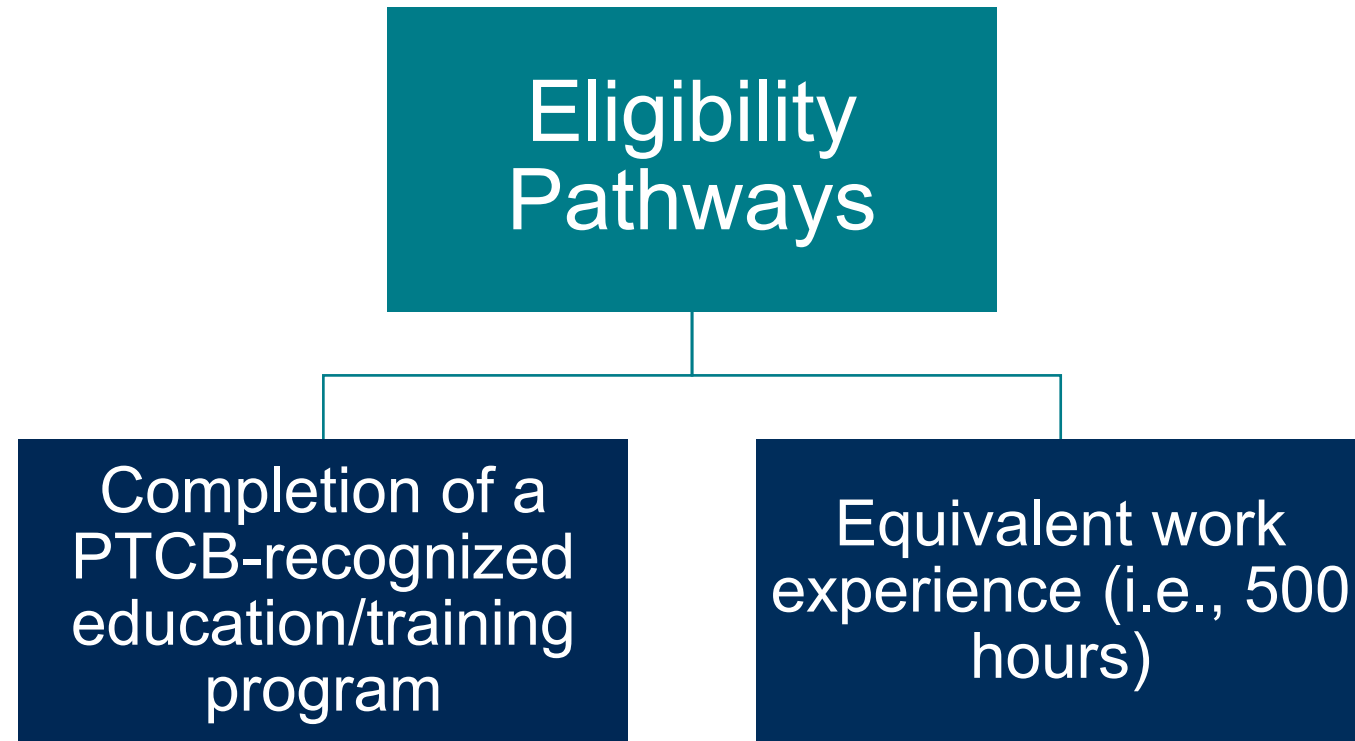 Eligibility
Pathways
Completion of a
PTCB-recognized
education/training
program
Equivalent work
experience (i.e., 500
hours)